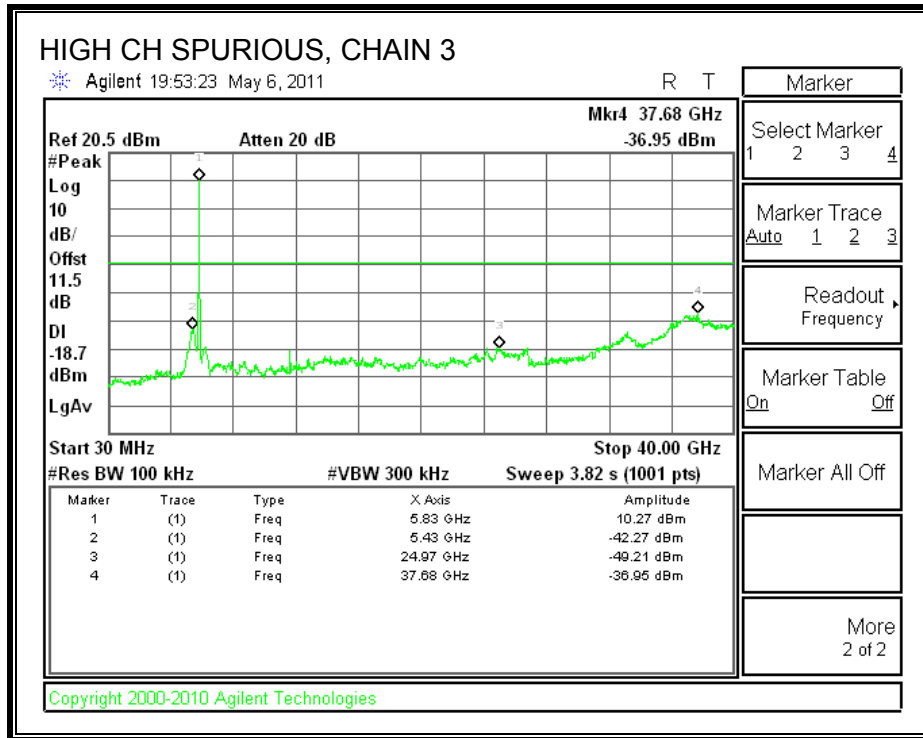 HIGH CH SPURIOUS, CHAIN 3
Agilent 19:53:23 May 6, 2011 R T
Mkr4 37.68 GHz
Ref 20.5 dBm Atten 20 dB -36.95 dBm
#Peak
Log
10
dB/
Offst
11.5
dB
DI
-18.7
dBm
LgAv
1
2
3
4
Start 30 MHz Stop 40.00 GHz
#Res BW 100 kHz #VBW 300 kHz Sweep 3.82 s (1001 pts)
Marker Trace Type X Axis Amplitude
1 (1) Freq 5.83 GHz 10.27 dBm
2 (1) Freq 5.43 GHz -42.27 dBm
3 (1) Freq 24.97 GHz -49.21 dBm
4 (1) Freq 37.68 GHz -36.95 dBm
Marker
Select Marker
1 2 3 4
Marker Trace
Auto 1 2 3
Readout
Frequency
Marker Table
On Off
Marker All Off
More
2 of 2
Copyright 2000-2010 Agilent Technologies